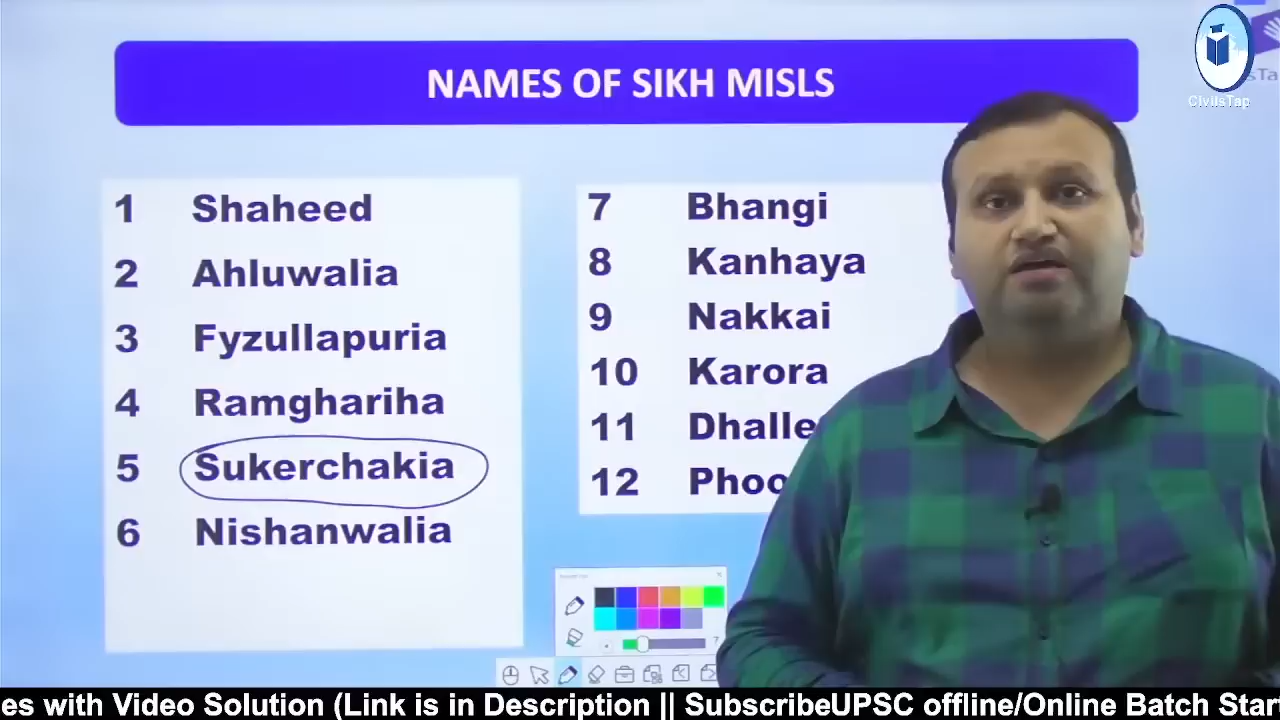 NAMES OF SIKH MISLS
CivilsTap
1 Shaheed
2 Ahluwalia
3 Fyzullapuria
4 Ramghariha
5 Sukerchakia
6 Nishanwalia
7 Bhangi
8 Kanhaya
9 Nakkai
10 Karora
11 Dhalle
12 Phoo
es with Video Solution (Link is in Description || SubscribeUPSC offline/Online Batch Star